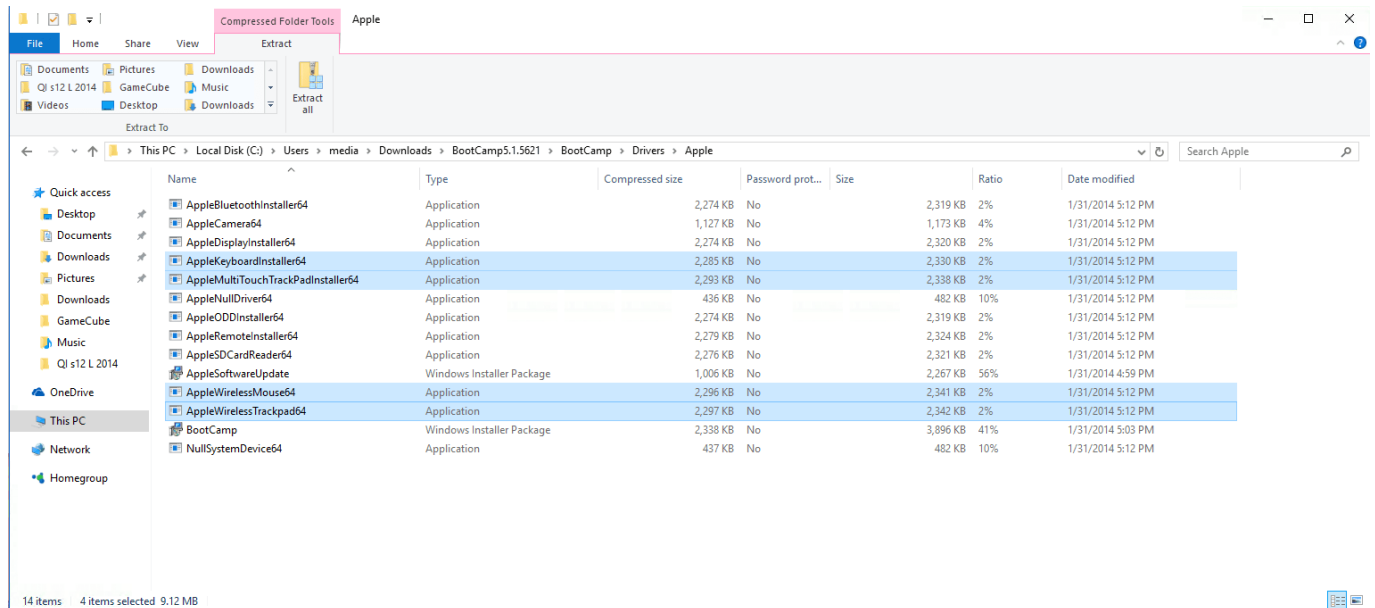 Compressed Folder Tools Apple
File Home Share View Extract
Documents Pictures Downloads
QI s12 L 2014 GameCube Music
Videos Desktop Downloads
Extract all
Extract To
This PC > Local Disk (C:) > Users > media > Downloads > BootCamp5.1.5621 > BootCamp > Drivers > Apple
Search Apple
Name Type Compressed size Password prot... Size Ratio Date modified
Quick access
Desktop
Documents
Downloads
Pictures
Downloads
GameCube
Music
QI s12 L 2014
OneDrive
This PC
Network
Homegroup
AppleBluetoothInstaller64 Application 2,274 KB No 2,319 KB 2% 1/31/2014 5:12 PM
AppleCamera64 Application 1,127 KB No 1,173 KB 4% 1/31/2014 5:12 PM
AppleDisplayInstaller64 Application 2,274 KB No 2,320 KB 2% 1/31/2014 5:12 PM
AppleKeyboardInstaller64 Application 2,285 KB No 2,330 KB 2% 1/31/2014 5:12 PM
AppleMultiTouchTrackPadInstaller64 Application 2,293 KB No 2,338 KB 2% 1/31/2014 5:12 PM
AppleNullDriver64 Application 436 KB No 482 KB 10% 1/31/2014 5:12 PM
AppleODDInstaller64 Application 2,274 KB No 2,319 KB 2% 1/31/2014 5:12 PM
AppleRemoteInstaller64 Application 2,279 KB No 2,324 KB 2% 1/31/2014 5:12 PM
AppleSDCardReader64 Application 2,276 KB No 2,321 KB 2% 1/31/2014 5:12 PM
AppleSoftwareUpdate Windows Installer Package 1,006 KB No 2,267 KB 56% 1/31/2014 4:59 PM
AppleWirelessMouse64 Application 2,296 KB No 2,341 KB 2% 1/31/2014 5:12 PM
AppleWirelessTrackpad64 Application 2,297 KB No 2,342 KB 2% 1/31/2014 5:12 PM
BootCamp Windows Installer Package 2,338 KB No 3,896 KB 41% 1/31/2014 5:03 PM
NullSystemDevice64 Application 437 KB No 482 KB 10% 1/31/2014 5:12 PM
14 items 4 items selected 9.12 MB